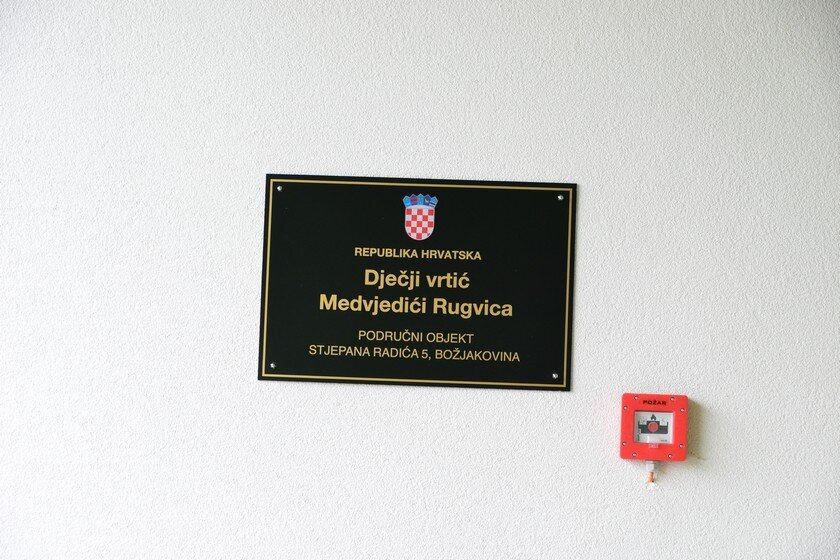 REPUBLIKA HRVATSKA
Dječji vrtić
Medvjedići Rugvica
PODRUČNI OBJEKT
STJEPANA RADIĆA 5, BOŽJAKOVINA
POŽAR